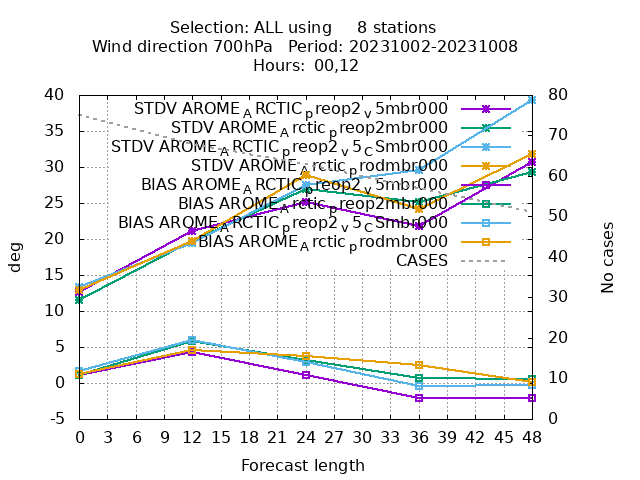 Selection: ALL using 8 stations
Wind direction 700hPa Period: 20231002-20231008
Hours: 00,12
STDV AROME_ARCTIC_preop2_v5mbr000
STDV AROME_Arctic_preop2mbr000
STDV AROME_ARCTIC_preop2_v5_CSmbr000
STDV AROME_Arctic_prodmbr000
BIAS AROME_ARCTIC_preop2_v5mbr000
BIAS AROME_Arctic_preop2mbr000
BIAS AROME_ARCTIC_preop2_v5_CSmbr000
BIAS AROME_Arctic_prodmbr000
CASES
40
35
30
25
20
15
10
5
0
-5
deg
80
70
60
50
40
30
20
10
0
No cases
0 3 6 9 12 15 18 21 24 27 30 33 36 39 42 45 48
Forecast length